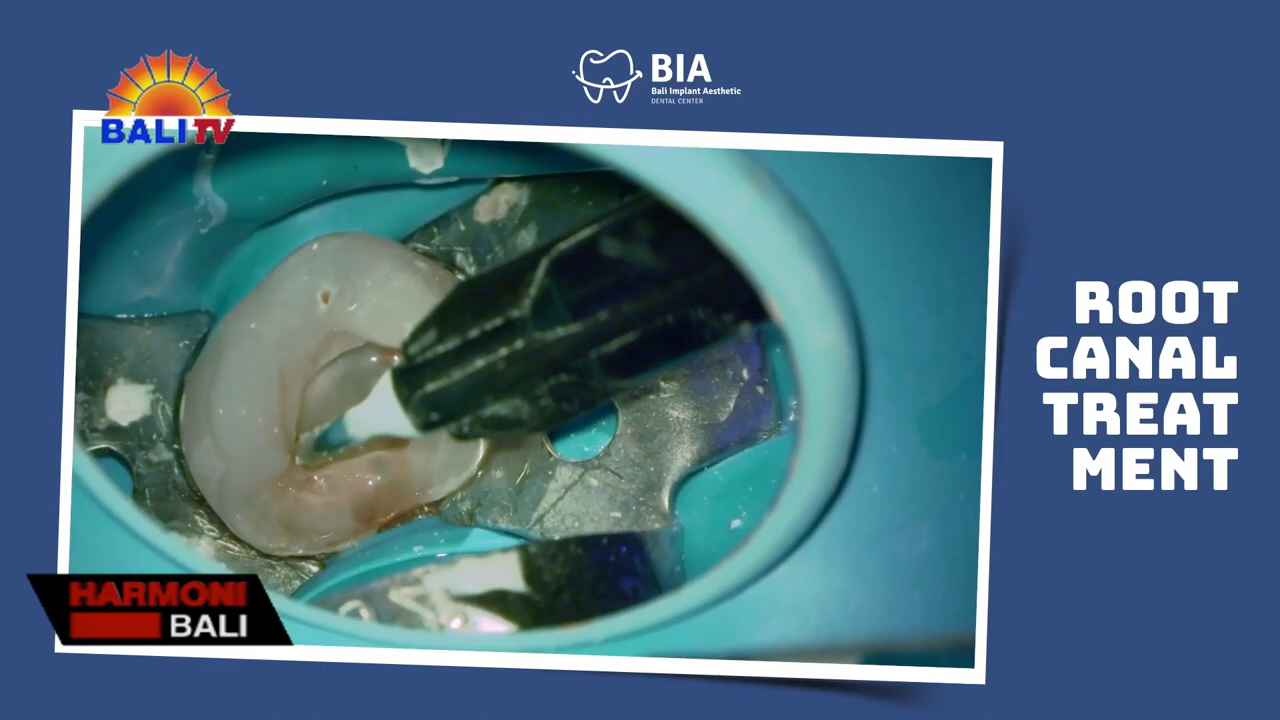 BALI TV
BIA
Bali Implant Aesthetic
DENTAL CENTER
ROOT
CANAL
TREAT
MENT
HARMONI
BALI